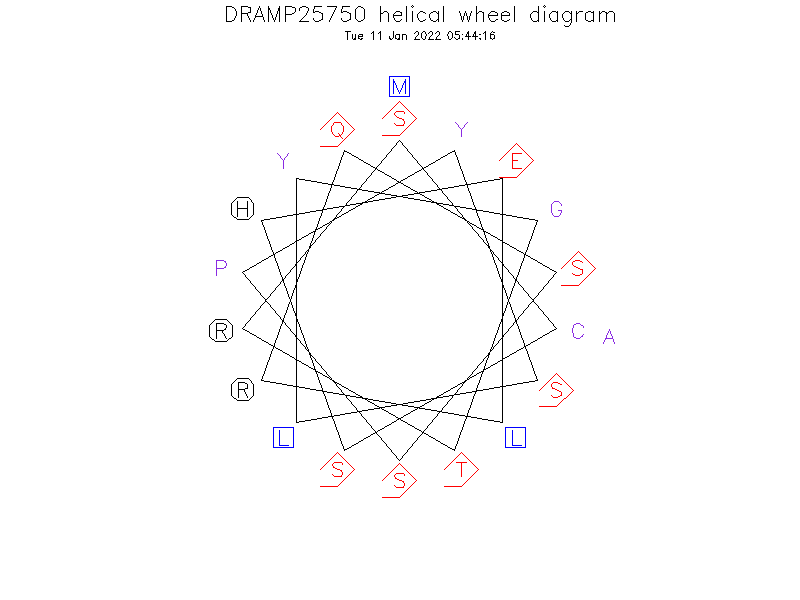 DRAMP25750 helical wheel diagram
Tue 11 Jan 2022 05:44:16
M
Q S Y
Y E
H G
P S
R C A
R S
L L
S S T